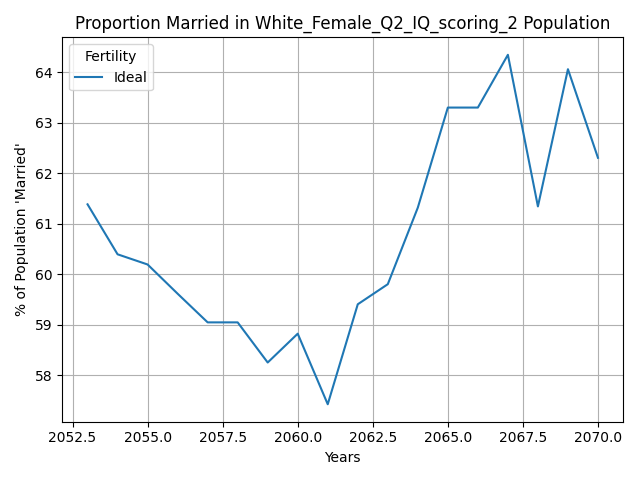 Proportion Married in White_Female_Q2_IQ_scoring_2 Population
Fertility
Ideal
64
63
62
61
60
59
58
% of Population 'Married'
2052.5 2055.0 2057.5 2060.0 2062.5 2065.0 2067.5 2070.0
Years